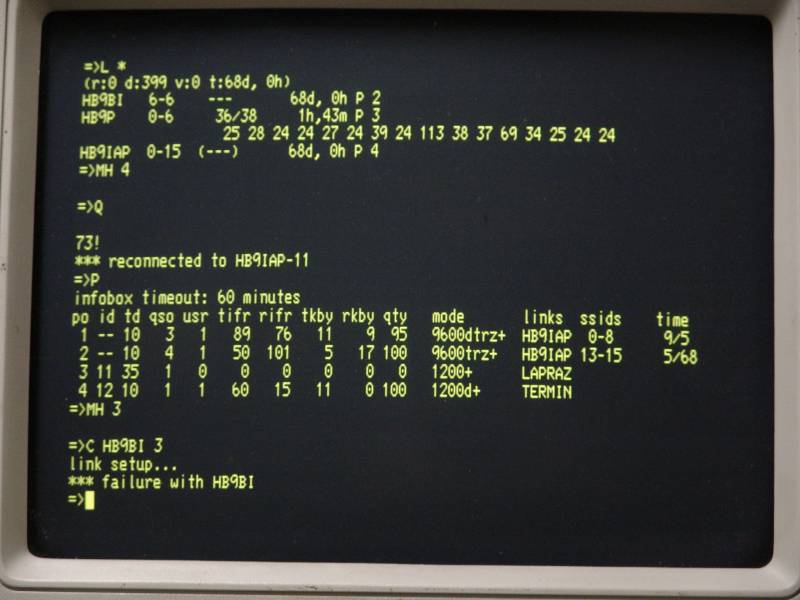 =>L *
(r:0 d:399 v:0 t:68d, 0h)
HB9BI 6-6 --- 68d, 0h P 2
HB9P 0-6 36/38 1h,43m P 3
25 28 24 24 27 24 39 24 113 38 37 69 34 25 24 24
HB9IAP 0-15 (---) 68d, 0h P 4
=>MH 4
=>Q
73!
*** reconnected to HB9IAP-11
=>P
infobox timeout: 60 minutes
po id td qso usr tifr rifr tkby rkby qty mode links ssids time
1 -- 10 3 1 89 76 11 9 95 9600dtrz+ HB9IAP 0-8 9/5
2 -- 10 4 1 50 101 5 17 100 9600trz+ HB9IAP 13-15 5/68
3 11 35 1 0 0 0 0 0 0 1200+ LAPRAZ
4 12 10 1 1 60 15 11 0 100 1200d+ TERMIN
=>MH 3
=>C HB9BI 3
link setup...
*** failure with HB9BI
=>